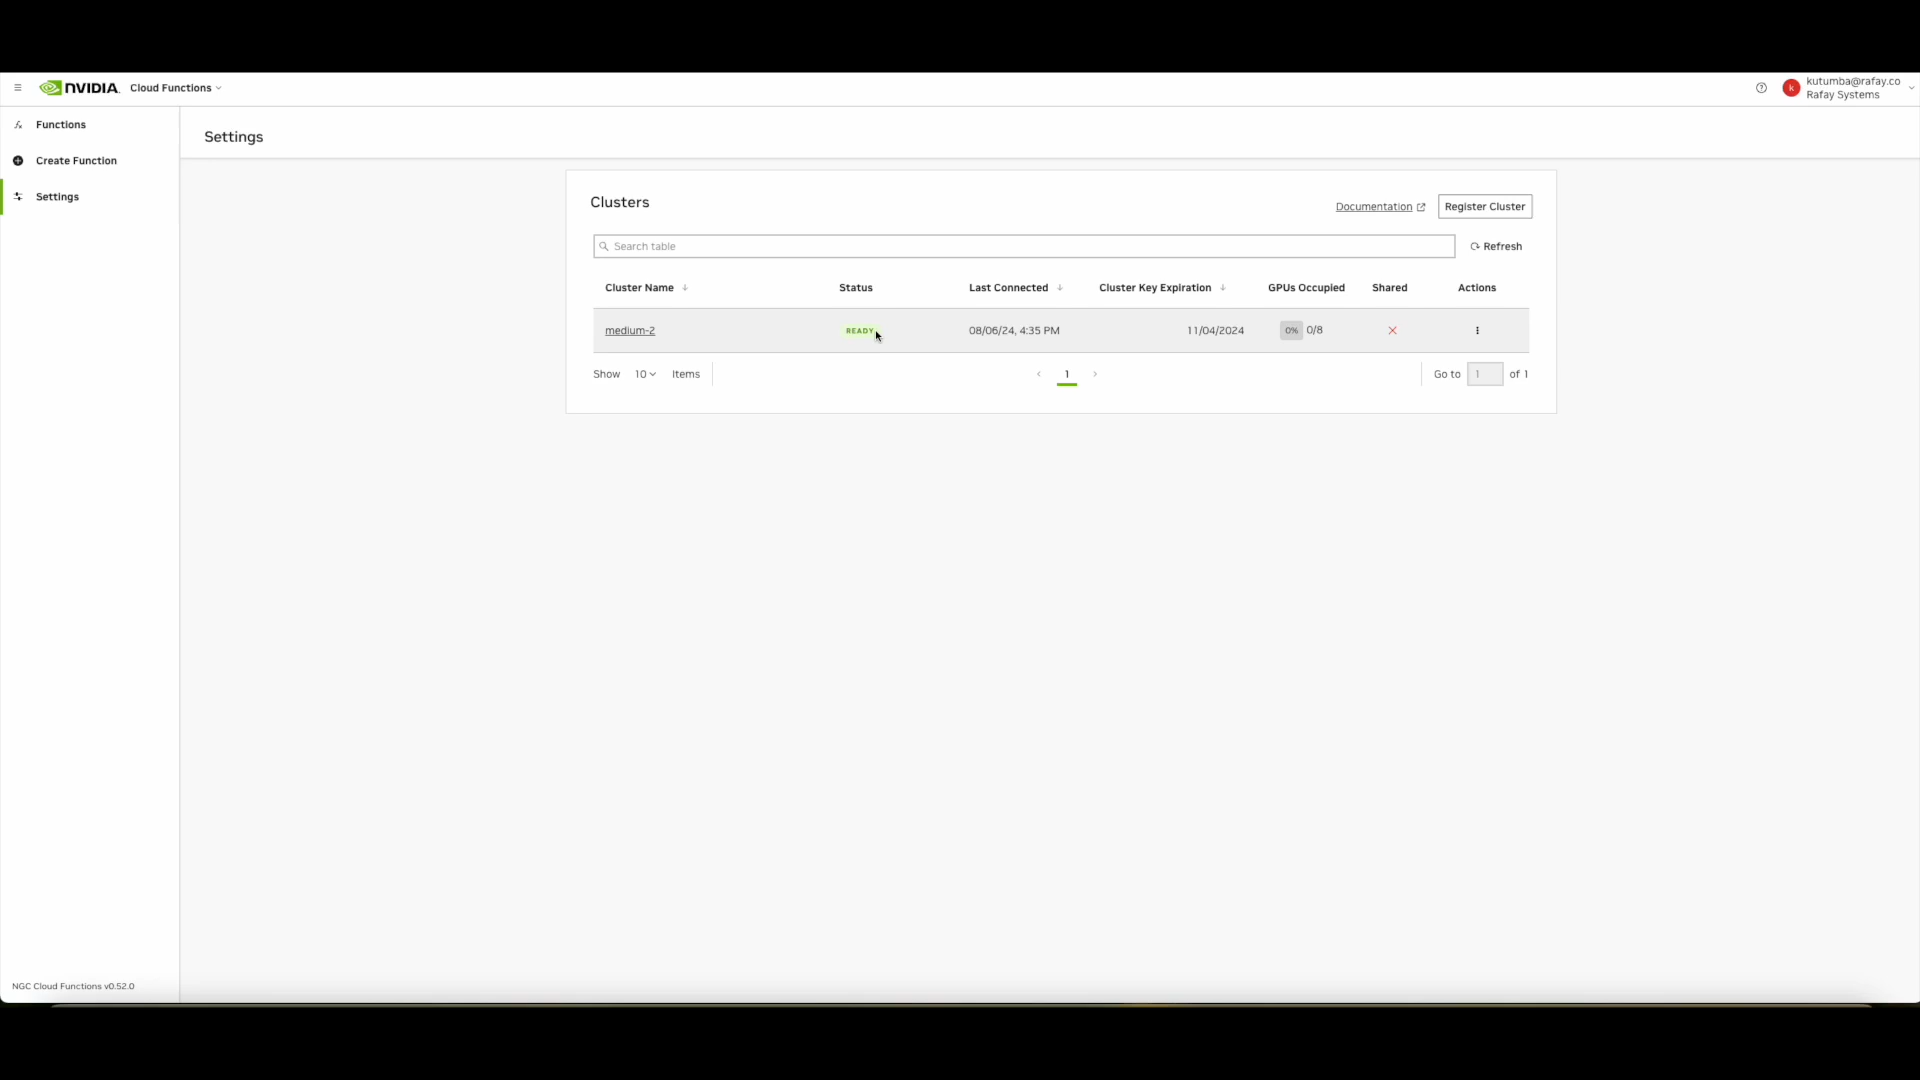 NVIDIA. Cloud Functions
kutumba@rafay.co
Rafay Systems
k
Functions
Create Function
Settings
Settings
Clusters
Documentation
Register Cluster
Search table
Refresh
Cluster Name Status Last Connected Cluster Key Expiration GPUs Occupied Shared Actions
medium-2 READY 08/06/24, 4:35 PM 11/04/2024 0% 0/8
Show 10 Items 1 Go to 1 of 1
NGC Cloud Functions v0.52.0